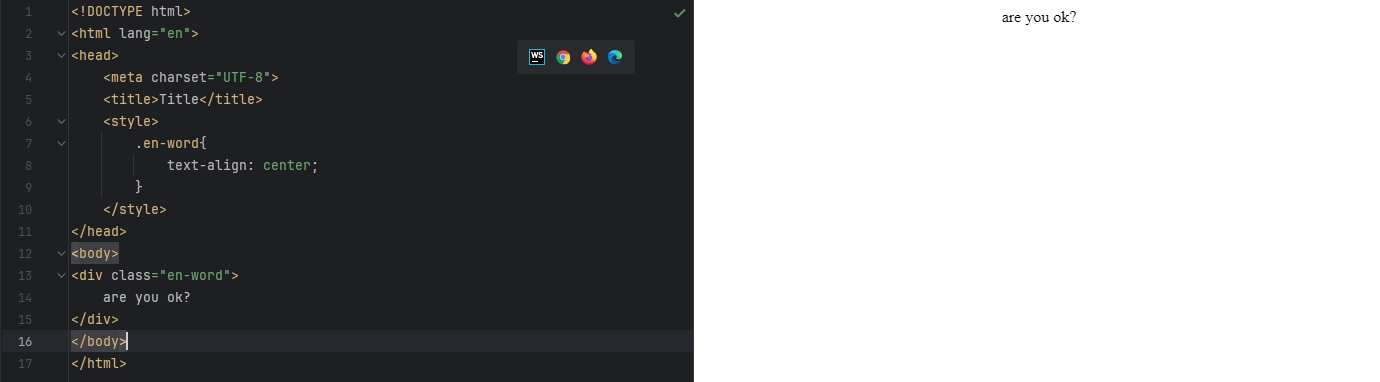 1 <!DOCTYPE html>
2 <html lang="en">
3 <head>
4     <meta charset="UTF-8">
5     <title>Title</title>
6     <style>
7         .en-word{
8             text-align: center;
9         }
10     </style>
11 </head>
12 <body>
13 <div class="en-word">
14     are you ok?
15 </div>
16 </body>
17 </html>
WS
are you ok?